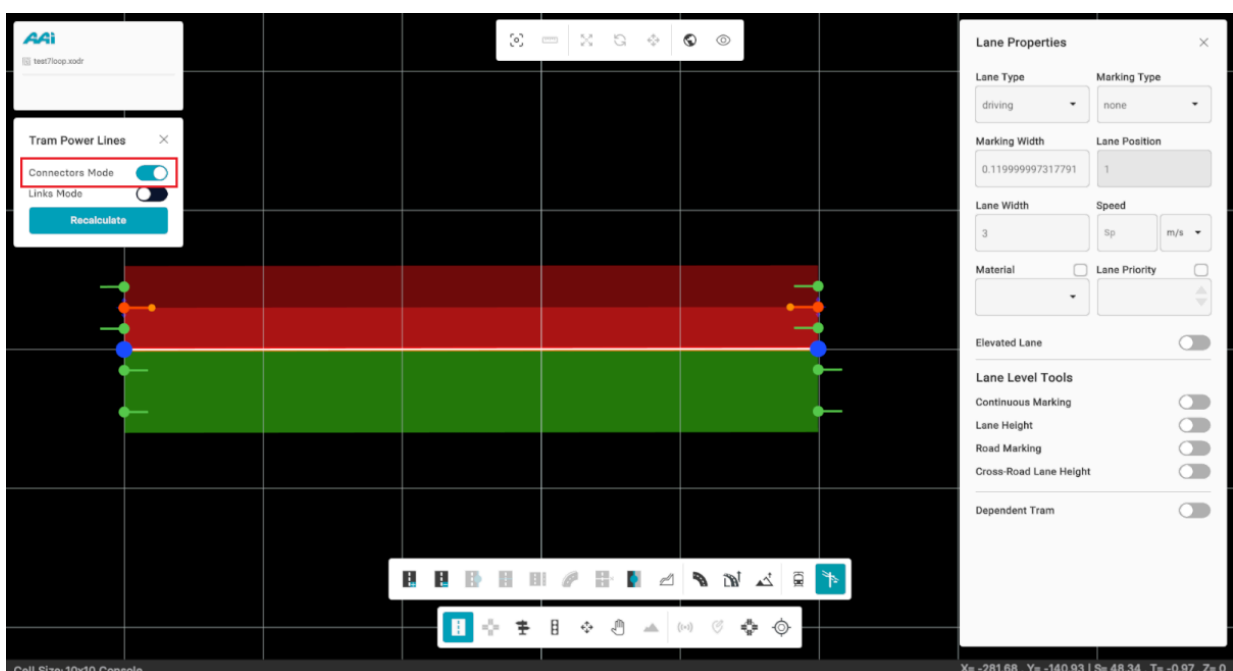 AAi
test7loop.xodr
Tram Power Lines
Connectors Mode
Links Mode
Recalculate
Lane Properties
Lane Type Marking Type
driving none
Marking Width Lane Position
0.119999997317791 1
Lane Width Speed
3 Sp m/s
Material Lane Priority
Elevated Lane
Lane Level Tools
Continuous Marking
Lane Height
Road Marking
Cross-Road Lane Height
Dependent Tram
Cell Size: 10x10 Console
X= -281.68 Y= -140.93 | S= 48.34 T= -0.97 Z= 0